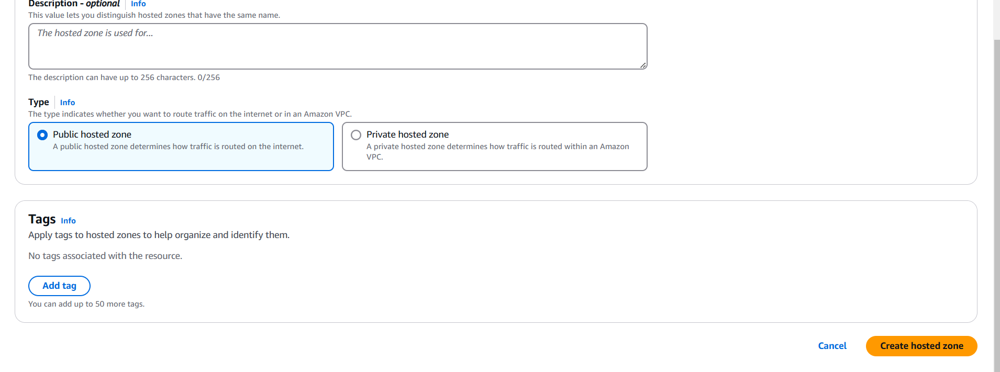 Description - optional Info
This value lets you distinguish hosted zones that have the same name.
The hosted zone is used for...
The description can have up to 256 characters. 0/256
Type Info
The type indicates whether you want to route traffic on the internet or in an Amazon VPC.
Public hosted zone
A public hosted zone determines how traffic is routed on the internet.
Private hosted zone
A private hosted zone determines how traffic is routed within an Amazon
VPC.
Tags Info
Apply tags to hosted zones to help organize and identify them.
No tags associated with the resource.
Add tag
You can add up to 50 more tags.
Cancel Create hosted zone